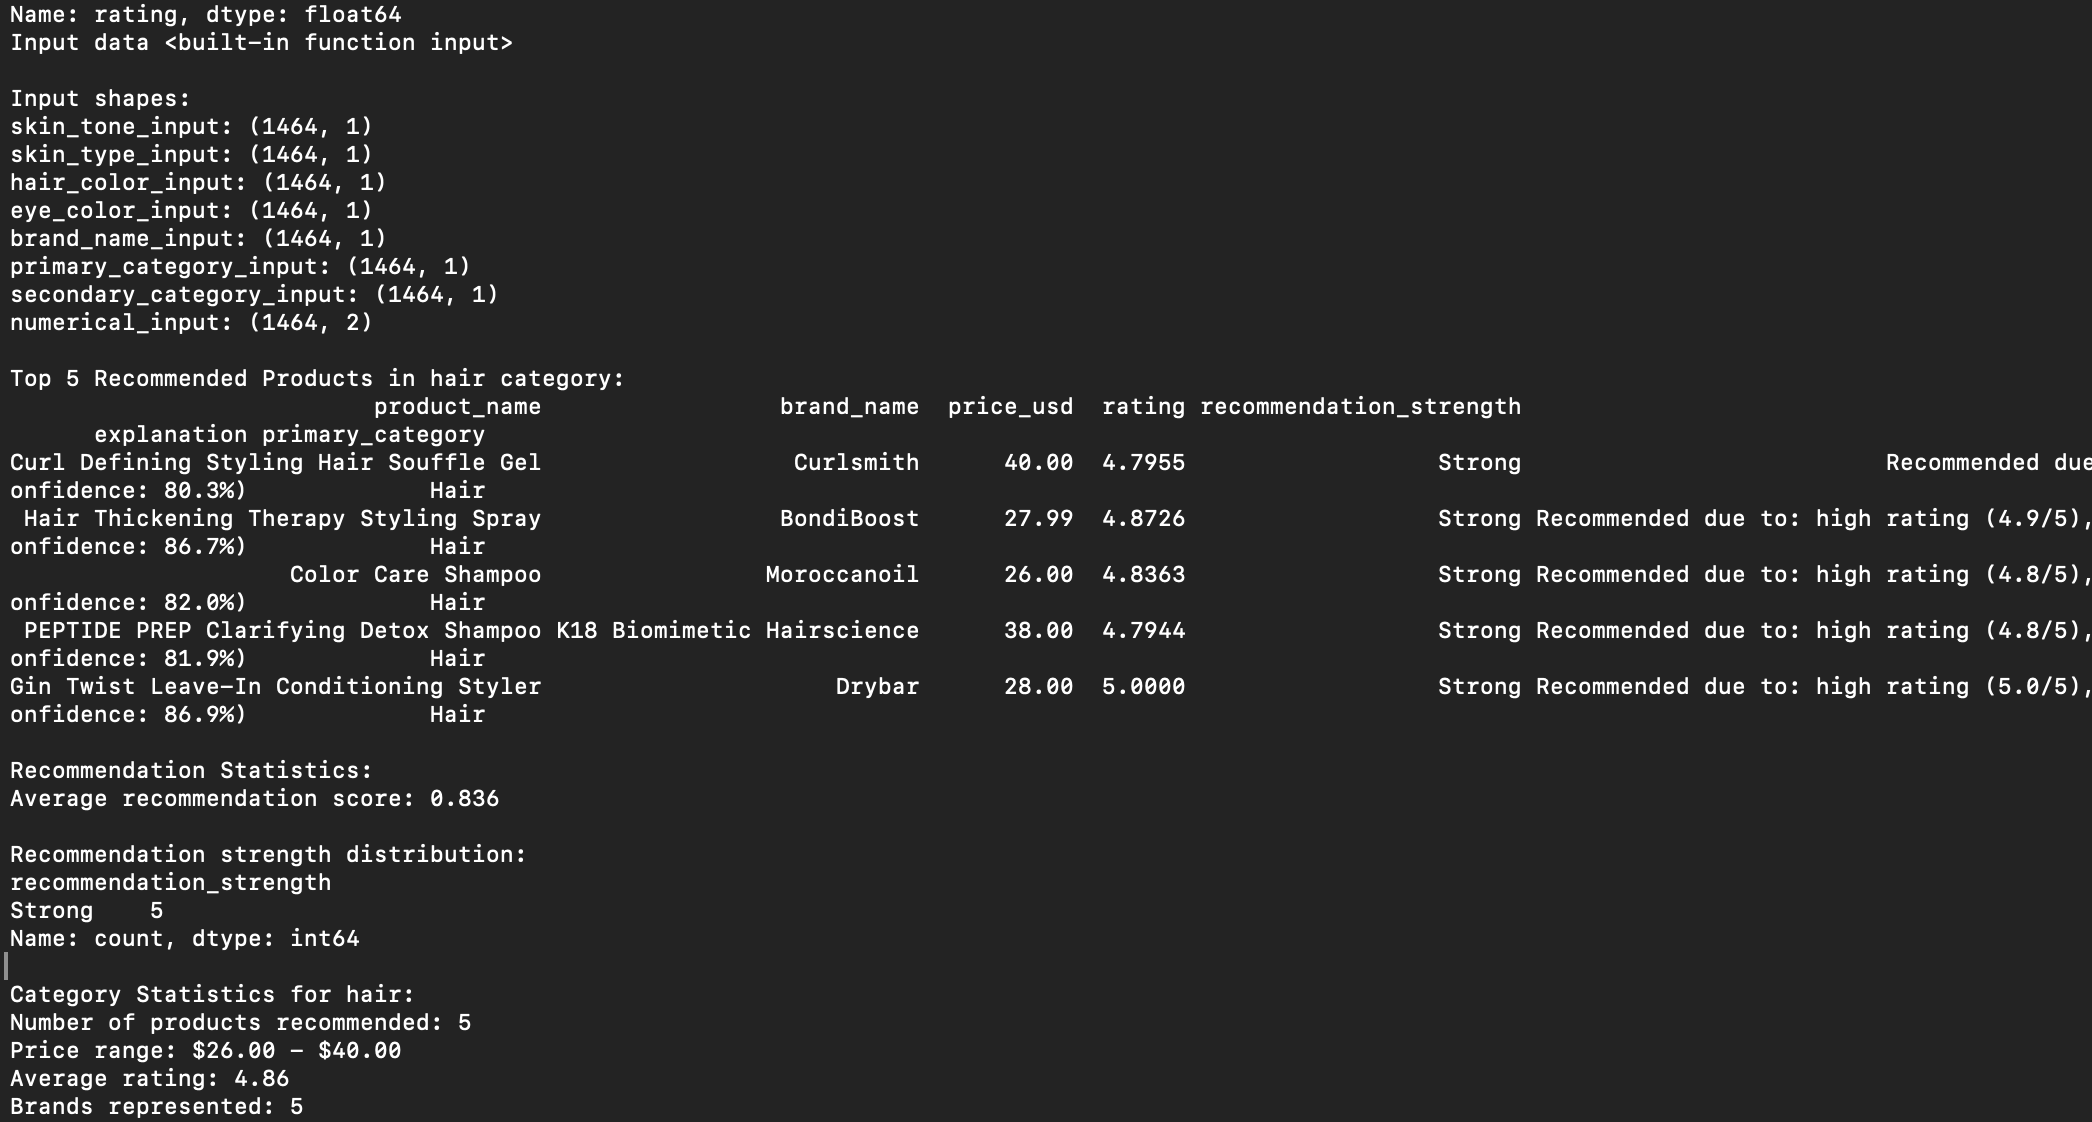 Name: rating, dtype: float64
Input data <built-in function input>
Input shapes:
skin_tone_input: (1464, 1)
skin_type_input: (1464, 1)
hair_color_input: (1464, 1)
eye_color_input: (1464, 1)
brand_name_input: (1464, 1)
primary_category_input: (1464, 1)
secondary_category_input: (1464, 1)
numerical_input: (1464, 2)
Top 5 Recommended Products in hair category:
product_name brand_name price_usd rating recommendation_strength
explanation primary_category
Curl Defining Styling Hair Souffle Gel Curlsmith 40.00 4.7955 Strong Recommended due
onfidence: 80.3%) Hair
Hair Thickening Therapy Styling Spray BondiBoost 27.99 4.8726 Strong Recommended due to: high rating (4.9/5),
onfidence: 86.7%) Hair
Color Care Shampoo Moroccanoil 26.00 4.8363 Strong Recommended due to: high rating (4.8/5),
onfidence: 82.0%) Hair
PEPTIDE PREP Clarifying Detox Shampoo K18 Biomimetic Hairscience 38.00 4.7944 Strong Recommended due to: high rating (4.8/5),
onfidence: 81.9%) Hair
Gin Twist Leave-In Conditioning Styler Drybar 28.00 5.0000 Strong Recommended due to: high rating (5.0/5),
onfidence: 86.9%) Hair
Recommendation Statistics:
Average recommendation score: 0.836
Recommendation strength distribution:
recommendation_strength
Strong 5
Name: count, dtype: int64
Category Statistics for hair:
Number of products recommended: 5
Price range: $26.00 - $40.00
Average rating: 4.86
Brands represented: 5